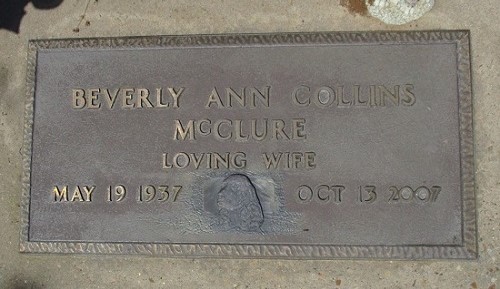 BEVERLY ANN COLLINS
McCLURE
LOVING WIFE
MAY 19 1937 OCT 13 2007